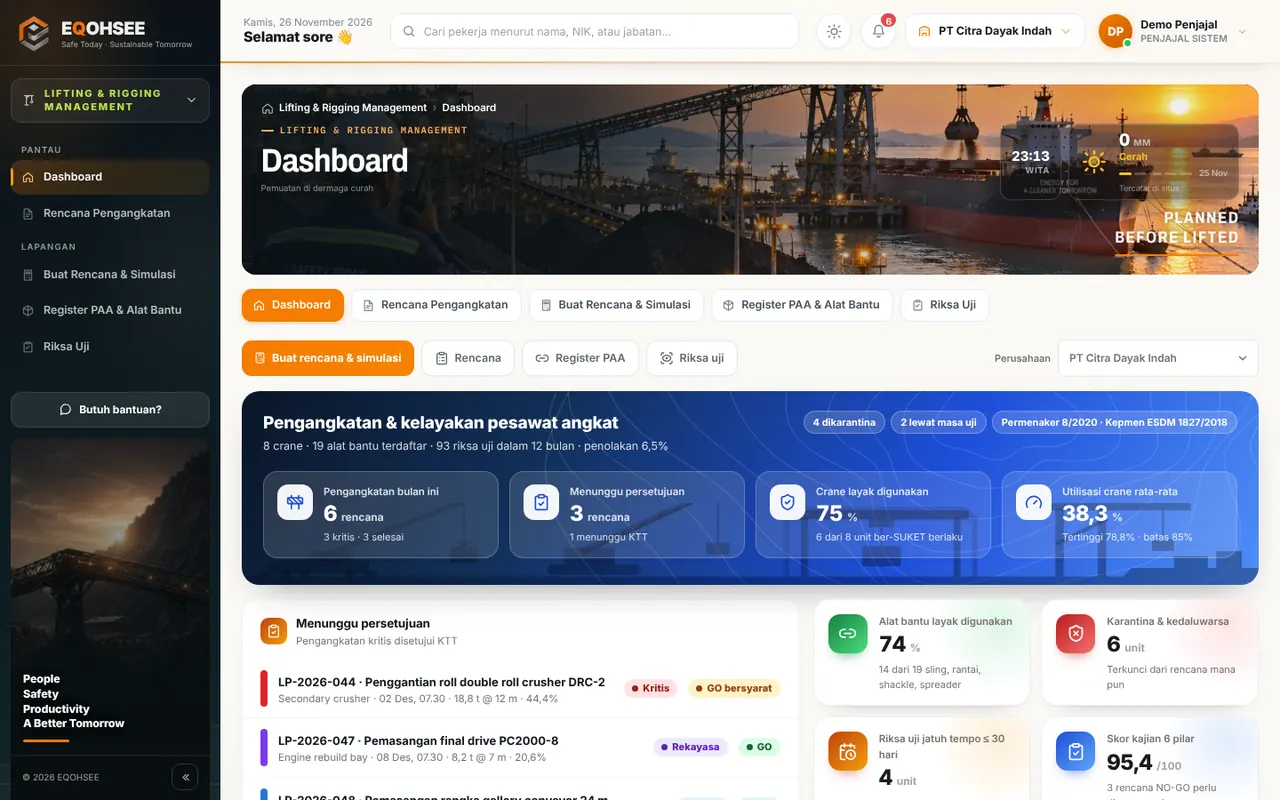 EQOHSEE
Safe Today · Sustainable Tomorrow
LIFTING & RIGGING
MANAGEMENT
PANTAU
Dashboard
Rencana Pengangkatan
LAPANGAN
Buat Rencana & Simulasi
Register PAA & Alat Bantu
Riksa Uji
Butuh bantuan?
People
Safety
Productivity
A Better Tomorrow
© 2026 EQOHSEE
Kamis, 26 November 2026
Selamat sore 👋
Cari pekerja menurut nama, NIK, atau jabatan...
6
PT Citra Dayak Indah
DP
Demo Penjajal
PENJAJAL SISTEM
Lifting & Rigging Management › Dashboard
LIFTING & RIGGING MANAGEMENT
Dashboard
Pemuatan di dermaga curah
23:13
WITA
0 MM
Cerah
25 Nov
Tercatat di situs
ENERGY FOR
A CLEANER TOMORROW
PLANNED
BEFORE LIFTED
Dashboard
Rencana Pengangkatan
Buat Rencana & Simulasi
Register PAA & Alat Bantu
Riksa Uji
Buat rencana & simulasi
Rencana
Register PAA
Riksa uji
Perusahaan
PT Citra Dayak Indah
Pengangkatan & kelayakan pesawat angkat
8 crane · 19 alat bantu terdaftar · 93 riksa uji dalam 12 bulan · penolakan 6,5%
4 dikarantina
2 lewat masa uji
Permenaker 8/2020 · Kepmen ESDM 1827/2018
Pengangkatan bulan ini
6 rencana
3 kritis · 3 selesai
Menunggu persetujuan
3 rencana
1 menunggu KTT
Crane layak digunakan
75 %
6 dari 8 unit ber-SUKET berlaku
Utilisasi crane rata-rata
38,3 %
Tertinggi 78,8% · batas 85%
Menunggu persetujuan
Pengangkatan kritis disetujui KTT
LP-2026-044 · Penggantian roll double roll crusher DRC-2
Secondary crusher · 02 Des, 07.30 · 18,8 t @ 12 m · 44,4%
Kritis
GO bersyarat
LP-2026-047 · Pemasangan final drive PC2000-8
Engine rebuild bay · 08 Des, 07.30 · 8,2 t @ 7 m · 20,6%
Rekayasa
GO
LP-2026-048 · Pemasangan rangka gallery conveyor 24 m
Alat bantu layak digunakan
74 %
14 dari 19 sling, rantai,
shackle, spreader
Karantina & kedaluwarsa
6 unit
Terkunci dari rencana mana
pun
Riksa uji jatuh tempo ≤ 30
hari
4 unit
Skor kajian 6 pilar
95,4 /100
3 rencana NO-GO perlu